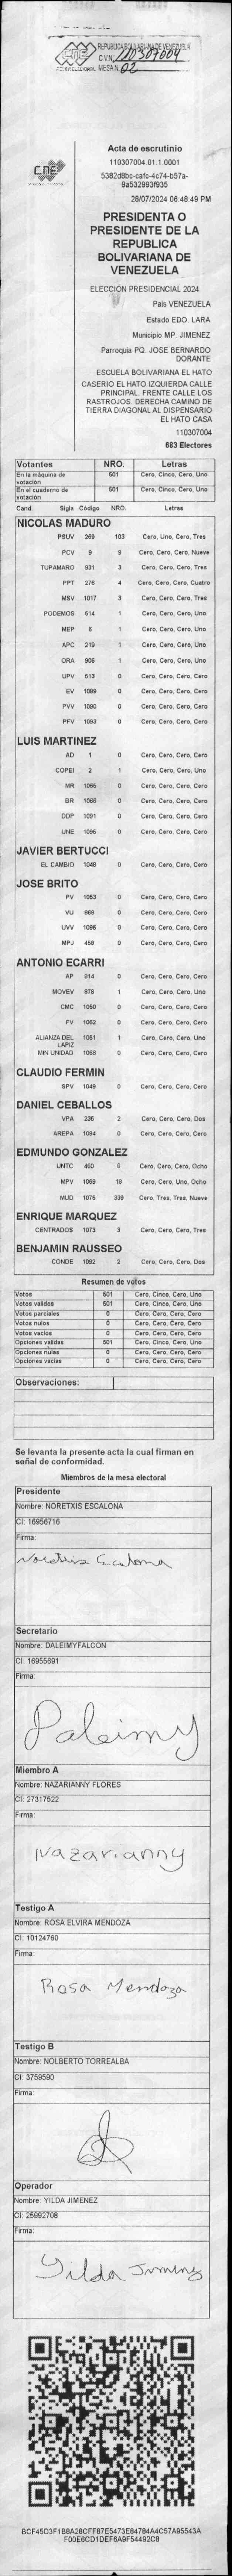 REPUBLICA BOLIVARIANA DE VENEZUELA
C.V.N. 110307004
MESA N. 02
CNE
Acta de escrutinio
110307004.01.1.0001
5382d8bc-cafc-4c74-b57a-
9a532993f935
28/07/2024 06:48:49 PM
PRESIDENTA O
PRESIDENTE DE LA
REPUBLICA
BOLIVARIANA DE
VENEZUELA
ELECCIÓN PRESIDENCIAL 2024
País VENEZUELA
Estado EDO. LARA
Municipio MP. JIMENEZ
Parroquia PQ. JOSE BERNARDO
DORANTE
ESCUELA BOLIVARIANA EL HATO
CASERIO EL HATO IZQUIERDA CALLE
PRINCIPAL. FRENTE CALLE LOS
RASTROJOS. DERECHA CAMINO DE
TIERRA DIAGONAL AL DISPENSARIO
EL HATO CASA
110307004
683 Electores
Votantes NRO. Letras
En la máquina de votación 501 Cero, Cinco, Cero, Uno
En el cuaderno de votación 501 Cero, Cinco, Cero, Uno
Cand. Sigla Código NRO. Letras
NICOLAS MADURO
PSUV 269 103 Cero, Uno, Cero, Tres
PCV 9 9 Cero, Cero, Cero, Nueve
TUPAMARO 931 3 Cero, Cero, Cero, Tres
PPT 276 4 Cero, Cero, Cero, Cuatro
MSV 1017 3 Cero, Cero, Cero, Tres
PODEMOS 514 1 Cero, Cero, Cero, Uno
MEP 6 1 Cero, Cero, Cero, Uno
APC 219 1 Cero, Cero, Cero, Uno
ORA 906 1 Cero, Cero, Cero, Uno
UPV 513 0 Cero, Cero, Cero, Cero
EV 1089 0 Cero, Cero, Cero, Cero
PVV 1090 0 Cero, Cero, Cero, Cero
PFV 1093 0 Cero, Cero, Cero, Cero
LUIS MARTINEZ
AD 1 0 Cero, Cero, Cero, Cero
COPEI 2 1 Cero, Cero, Cero, Uno
MR 0 Cero, Cero, Cero, Cero
BR 1066 0 Cero, Cero, Cero, Cero
DDP 1091 0 Cero, Cero, Cero, Cero
UNE 1095 0 Cero, Cero, Cero, Cero
JAVIER BERTUCCI
EL CAMBIO 1048 0 Cero, Cero, Cero, Cero
JOSE BRITO
PV 1053 0 Cero, Cero, Cero, Cero
VU 868 0 Cero, Cero, Cero, Cero
UVV 1096 0 Cero, Cero, Cero, Cero
MPJ 458 0 Cero, Cero, Cero, Cero
ANTONIO ECARRI
AP 814 0 Cero, Cero, Cero, Cero
MOVEV 878 1 Cero, Cero, Cero, Uno
CMC 1050 0 Cero, Cero, Cero, Cero
FV 1062 0 Cero, Cero, Cero, Cero
ALIANZA DEL LAPIZ 1051 1 Cero, Cero, Cero, Uno
MIN UNIDAD 1068 0 Cero, Cero, Cero, Cero
CLAUDIO FERMIN
SPV 1049 0 Cero, Cero, Cero, Cero
DANIEL CEBALLOS
VPA 236 2 Cero, Cero, Cero, Dos
AREPA 1094 0 Cero, Cero, Cero, Cero
EDMUNDO GONZALEZ
UNTC 460 8 Cero, Cero, Cero, Ocho
MPV 1069 Cero, Cero, Uno, Ocho
MUD 1075 339 Cero, Tres, Tres, Nueve
ENRIQUE MARQUEZ
CENTRADOS 1073 3 Cero, Cero, Cero, Tres
BENJAMIN RAUSSEO
CONDE 1092 2 Cero, Cero, Cero, Dos
Resumen de votos
Votos 501 Cero, Cinco, Cero, Uno
Votos validos 501 Cero, Cinco, Cero, Uno
Votos parciales 0 Cero, Cero, Cero, Cero
Votos nulos 0 Cero, Cero, Cero, Cero
Votos vacios 0 Cero, Cero, Cero, Cero
Opciones validas 501 Cero, Cinco, Cero, Uno
Opciones nulas 0 Cero, Cero, Cero, Cero
Opciones vacias 0 Cero, Cero, Cero, Cero
Observaciones:
Se levanta la presente acta la cual firman en
señal de conformidad.
Miembros de la mesa electoral
Presidente
Nombre: NORETXIS ESCALONA
CI: 16956716
Firma:
Noretxis Escalona
Secretario
Nombre: DALEIMYFALCON
CI: 16955691
Firma:
Daleimy
Miembro A
Nombre: NAZARIANNY FLORES
CI: 27317522
Firma:
Nazarianny
Testigo A
Nombre: ROSA ELVIRA MENDOZA
CI: 10124760
Firma:
Rosa Mendoza
Testigo B
Nombre: NOLBERTO TORREALBA
CI: 3759590
Firma:
Operador
Nombre: YILDA JIMENEZ
CI: 25992708
Firma:
Yilda Jimenez
BCF45D3F1B8A28CFF87E5473E84784A4C57A95543A
F00E6CD1DEF6A9F54492C8